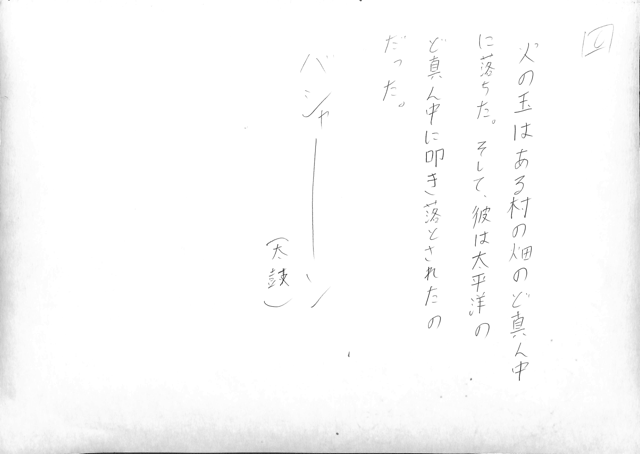 火の玉はある村の畑のど真ん中
に落ちた。そして、彼は太平洋の
ど真ん中に叩き落とされたの
だった。
バシャーーン
(太鼓)